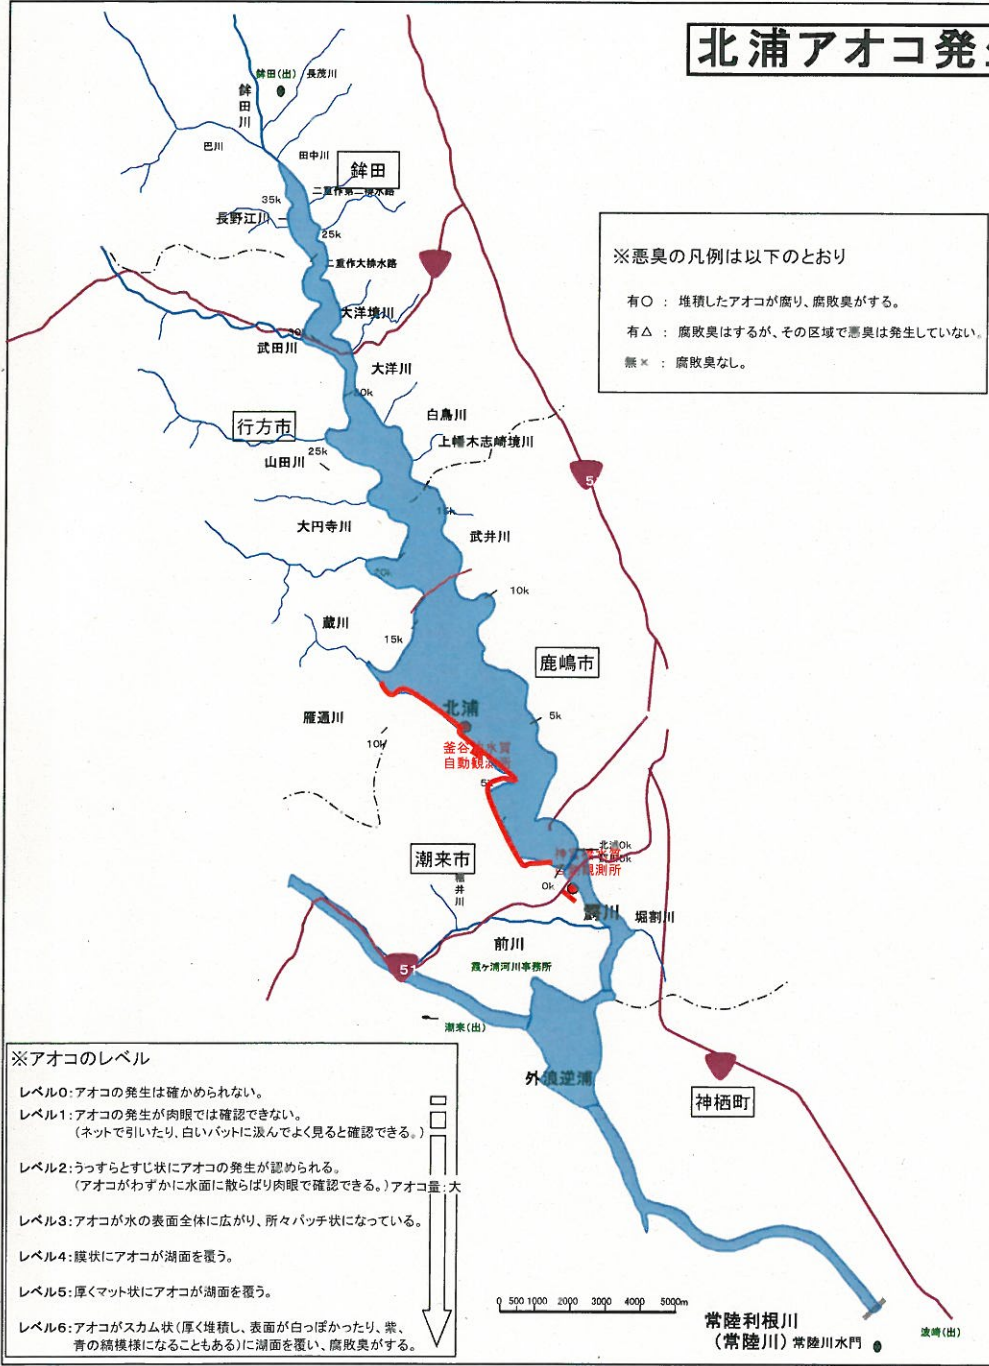 北浦アオコ発
鉾田(出)
長茂川
鉾田川
巴川
田中川
鉾田
二重作第二排水路
35k
長野江川
25k
二重作大排水路
大洋境川
30k
武田川
大洋川
20k
白鳥川
行方市
上幡木志崎境川
25k
山田川
5
15k
大円寺川
武井川
20k
10k
蔵川
15k
鹿嶋市
北浦
雁通川
5k
10k
釜谷沖水質
自動観測所
5k
潮来市
北浦0k
神宮橋水質
自動観測所
0k
鰐川
堀割川
前川
51
霞ヶ浦河川事務所
潮来(出)
外浪逆浦
神栖町
※悪臭の凡例は以下のとおり
有○ : 堆積したアオコが腐り、腐敗臭がする。
有△ : 腐敗臭はするが、その区域で悪臭は発生していない。
無× : 腐敗臭なし。
※アオコのレベル
レベル0:アオコの発生は確かめられない。
レベル1:アオコの発生が肉眼では確認できない。
(ネットで引いたり、白いバットに汲んでよく見ると確認できる。)
レベル2:うっすらとすじ状にアオコの発生が認められる。
(アオコがわずかに水面に散らばり肉眼で確認できる。)アオコ量:大
レベル3:アオコが水の表面全体に広がり、所々パッチ状になっている。
レベル4:膜状にアオコが湖面を覆う。
レベル5:厚くマット状にアオコが湖面を覆う。
レベル6:アオコがスカム状(厚く堆積し、表面が白っぽかったり、紫、
青の縞模様になることもある)に湖面を覆い、腐敗臭がする。
0 500 1000 2000 3000 4000 5000m
常陸利根川
(常陸川) 常陸川水門
波崎(出)